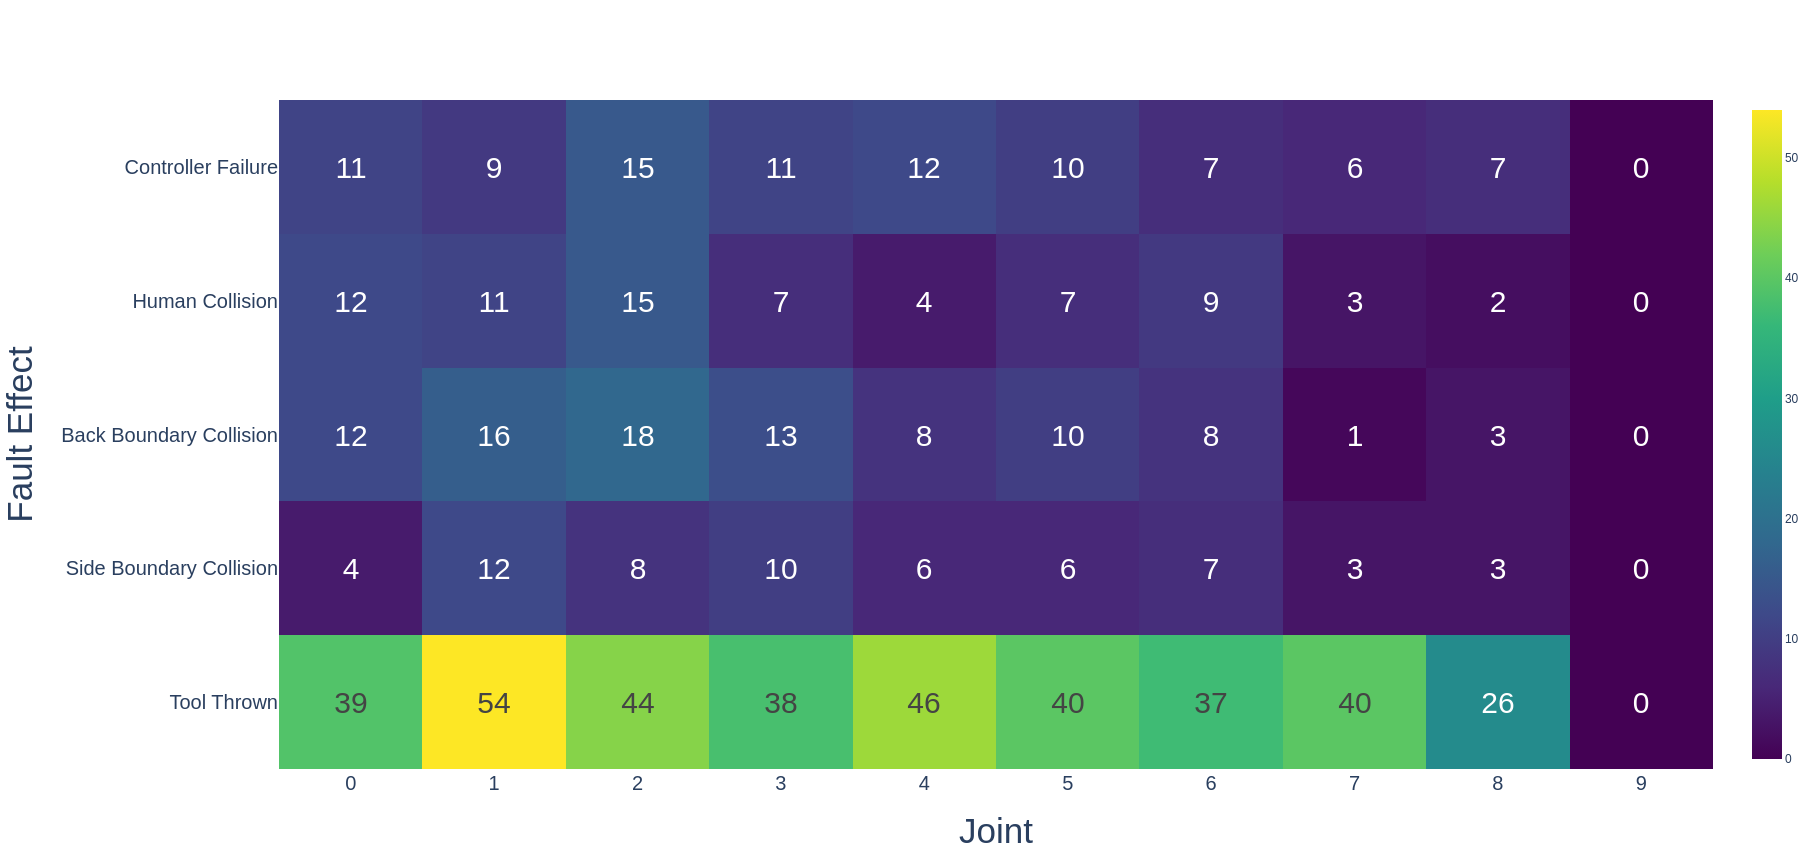 Fault Effect
Controller Failure 11 9 15 11 12 10 7 6 7 0
Human Collision 12 11 15 7 4 7 9 3 2 0
Back Boundary Collision 12 16 18 13 8 10 8 1 3 0
Side Boundary Collision 4 12 8 10 6 6 7 3 3 0
Tool Thrown 39 54 44 38 46 40 37 40 26 0
0 1 2 3 4 5 6 7 8 9
Joint
50
40
30
20
10
0